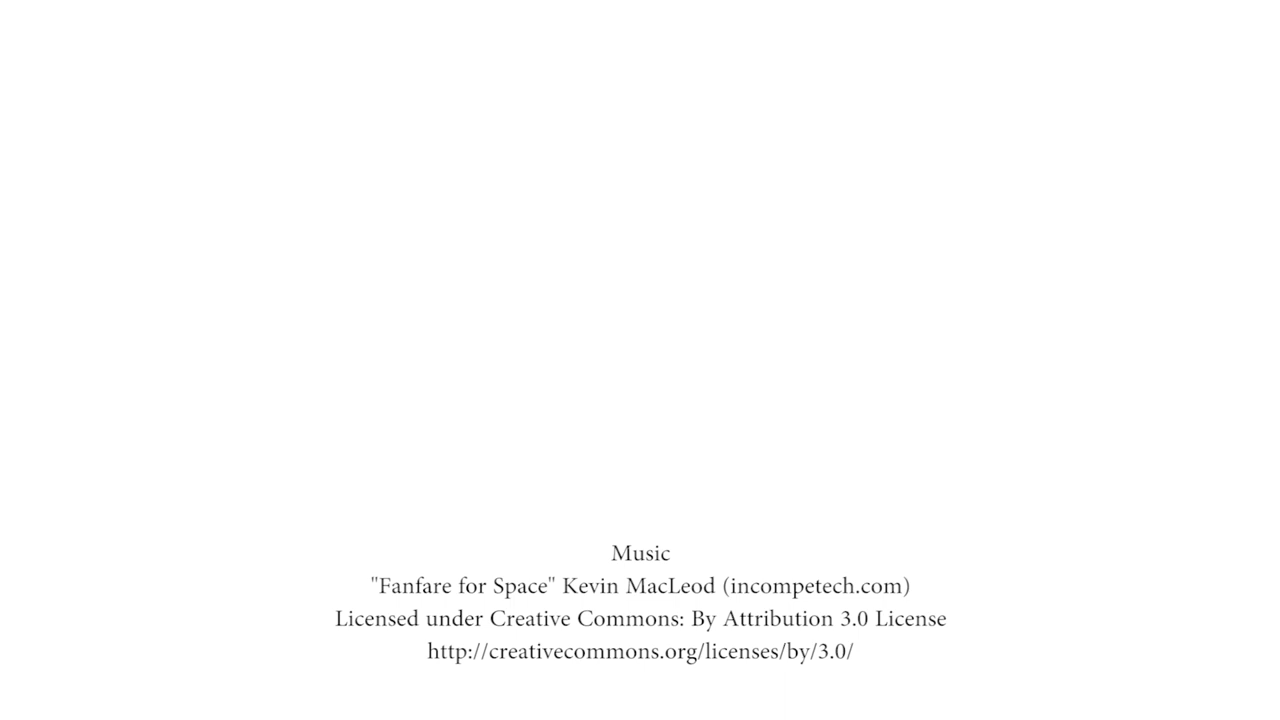 Music
"Fanfare for Space" Kevin MacLeod (incompetech.com)
Licensed under Creative Commons: By Attribution 3.0 License
http://creativecommons.org/licenses/by/3.0/